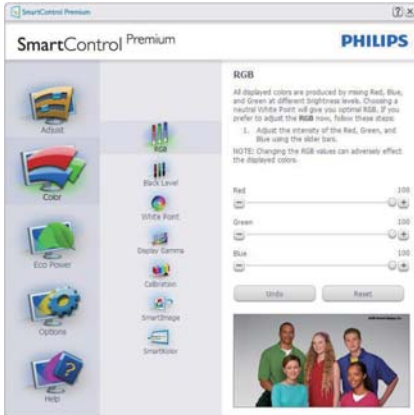 SmartControl Premium
SmartControl Premium
PHILIPS
Adjust
Color
Eco Power
Options
Help
RGB
Black Level
White Point
Display Gamma
Calibration
SmartImage
SmartKolor
RGB
All displayed colors are produced by mixing Red, Blue,
and Green at different brightness levels. Choosing a
neutral White Point will give you optimal RGB. If you
prefer to adjust the RGB now, follow these steps:
1. Adjust the intensity of the Red, Green, and
Blue using the slider bars.
NOTE: Changing the RGB values can adversely effect
the displayed colors.
Red 100
Green 100
Blue 100
Undo Reset